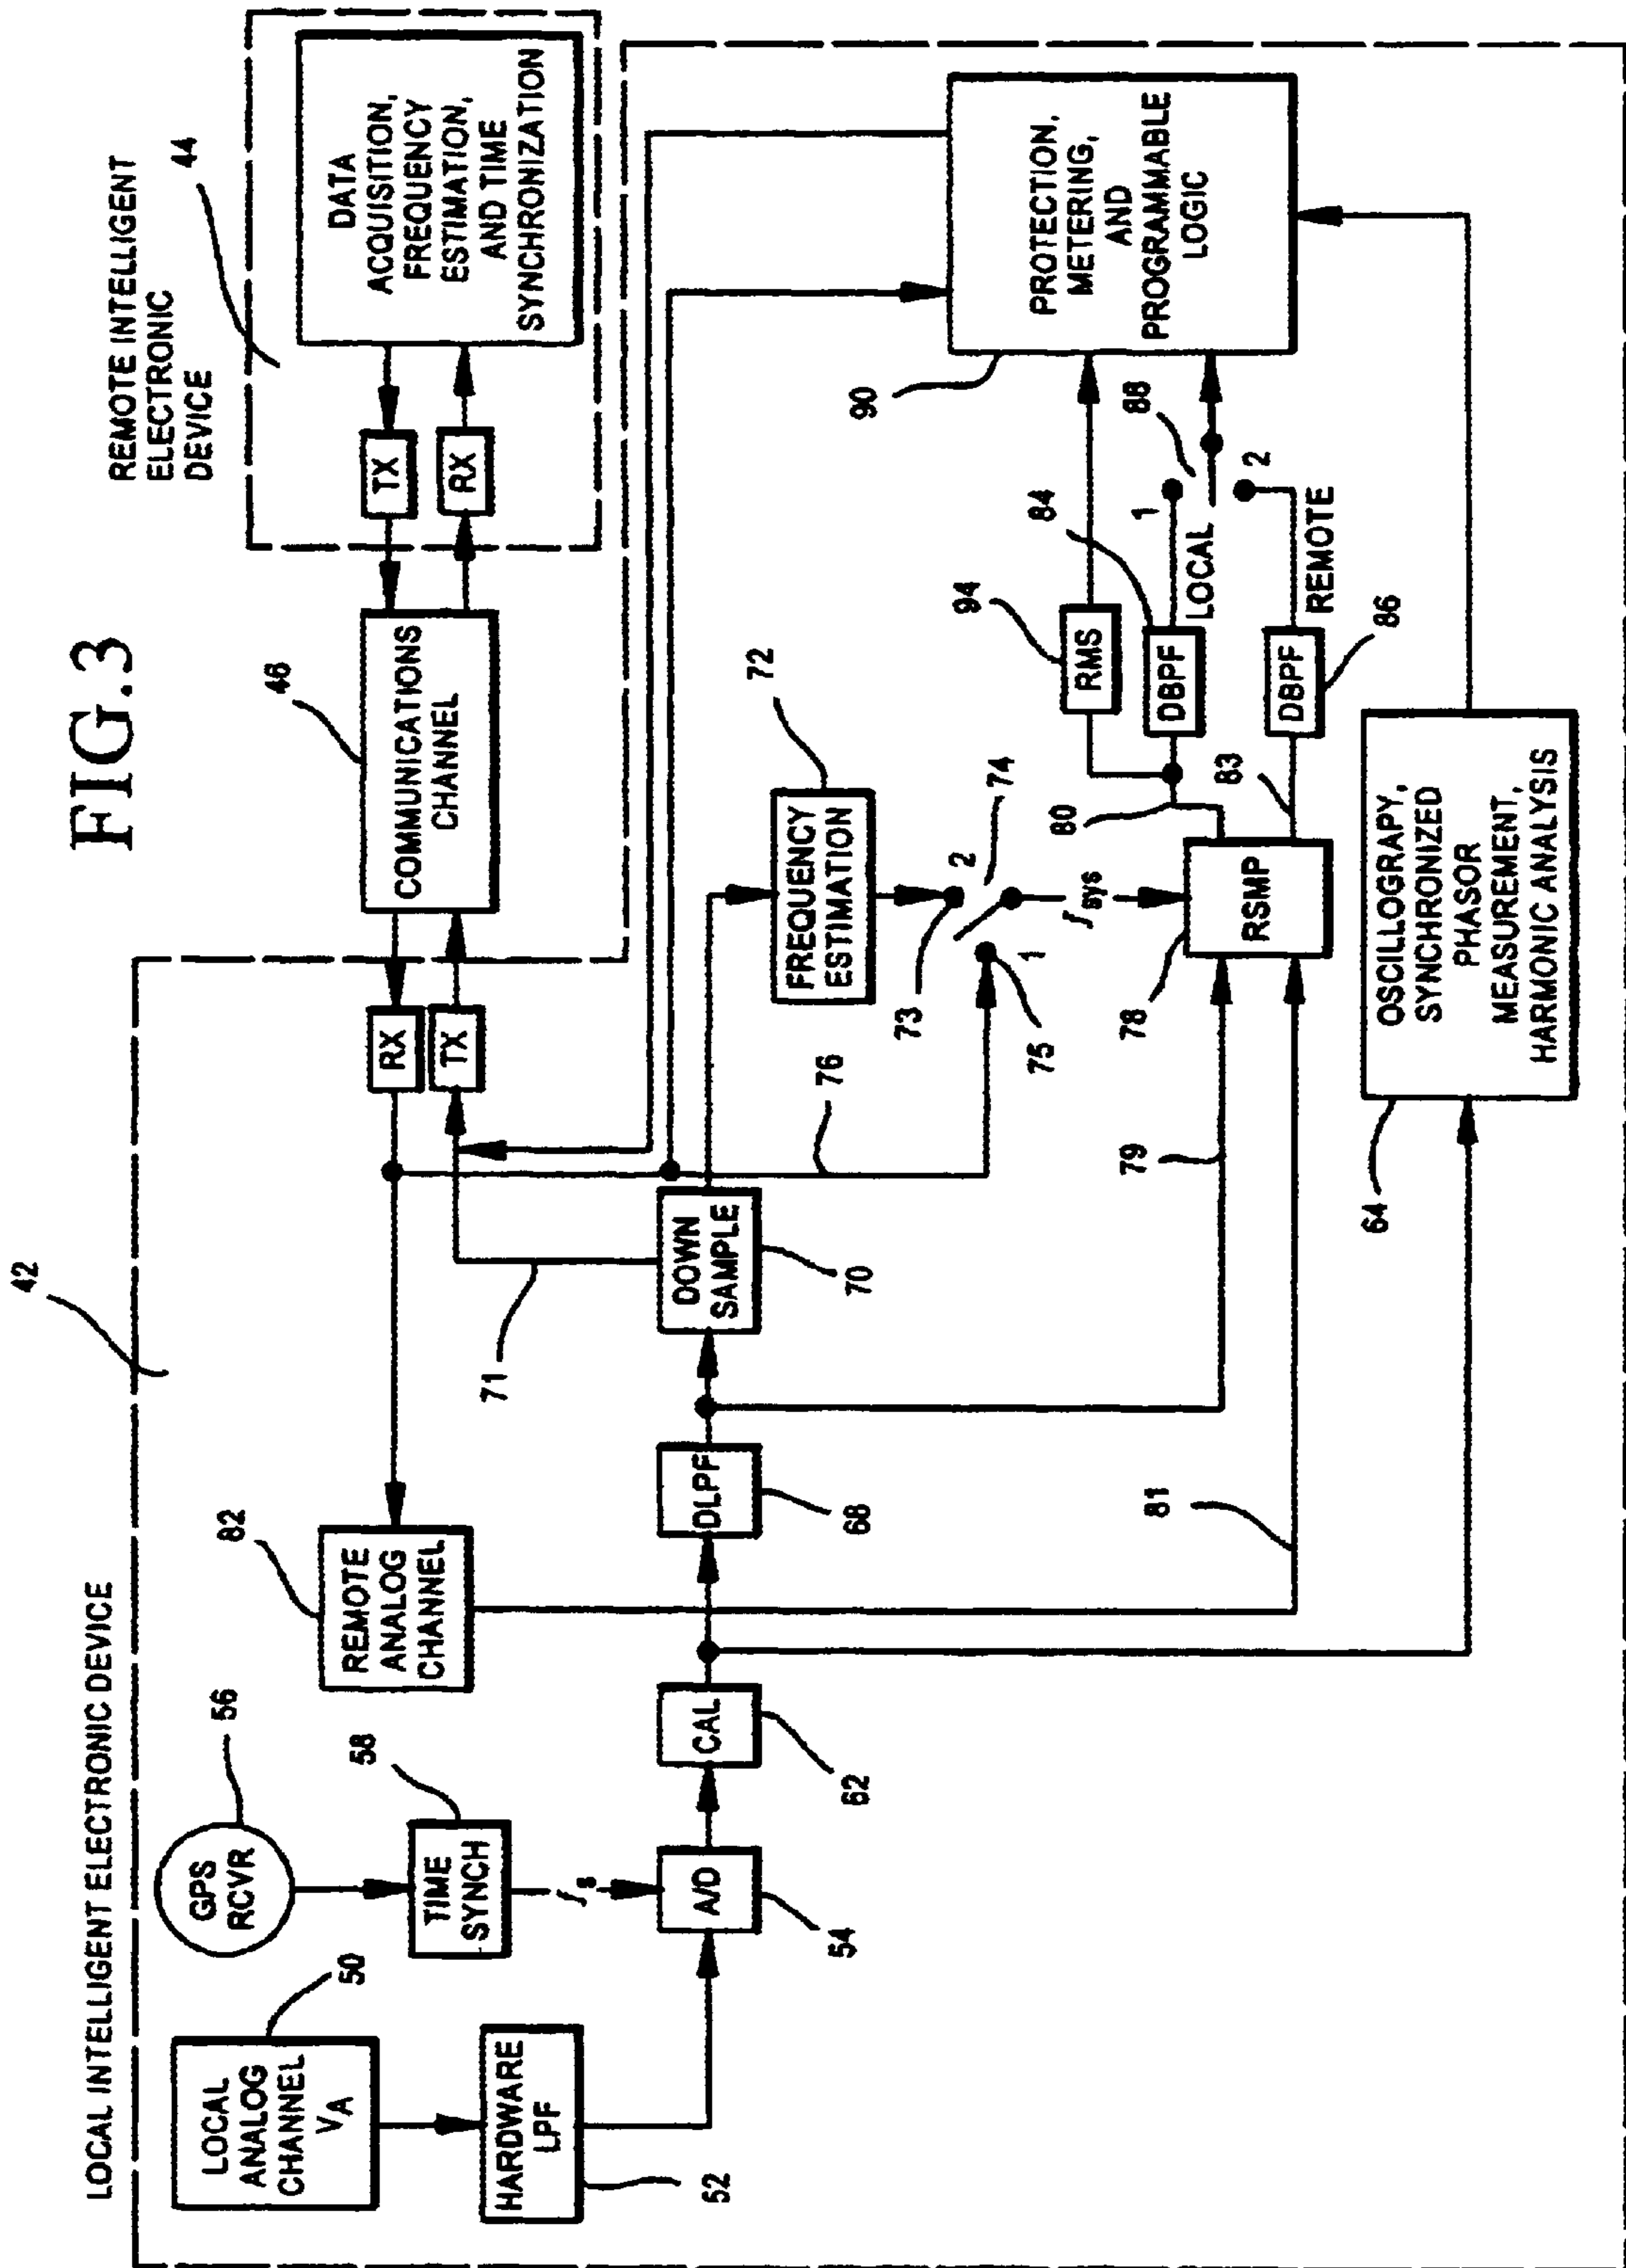 FIG.3
LOCAL INTELLIGENT ELECTRONIC DEVICE
42
REMOTE INTELLIGENT
ELECTRONIC
DEVICE
44
LOCAL
ANALOG
CHANNEL
VA
50
HARDWARE
LPF
52
GPS
RCVR
56
TIME
SYNCH
58
fs
A/D
54
CAL
62
REMOTE
ANALOG
CHANNEL
82
DLPF
68
DOWN
SAMPLE
70
71
RX
TX
COMMUNICATIONS
CHANNEL
46
TX
RX
DATA
ACQUISITION,
FREQUENCY
ESTIMATION,
AND TIME
SYNCHRONIZATION
76
FREQUENCY
ESTIMATION
72
73
2
74
1
75
fsys
79
81
RSMP
78
80
83
RMS
94
DBPF
84
DBPF
86
1
LOCAL
88
2
REMOTE
PROTECTION,
METERING,
AND
PROGRAMMABLE
LOGIC
90
OSCILLOGRAPY,
SYNCHRONIZED
PHASOR
MEASUREMENT,
HARMONIC ANALYSIS
64